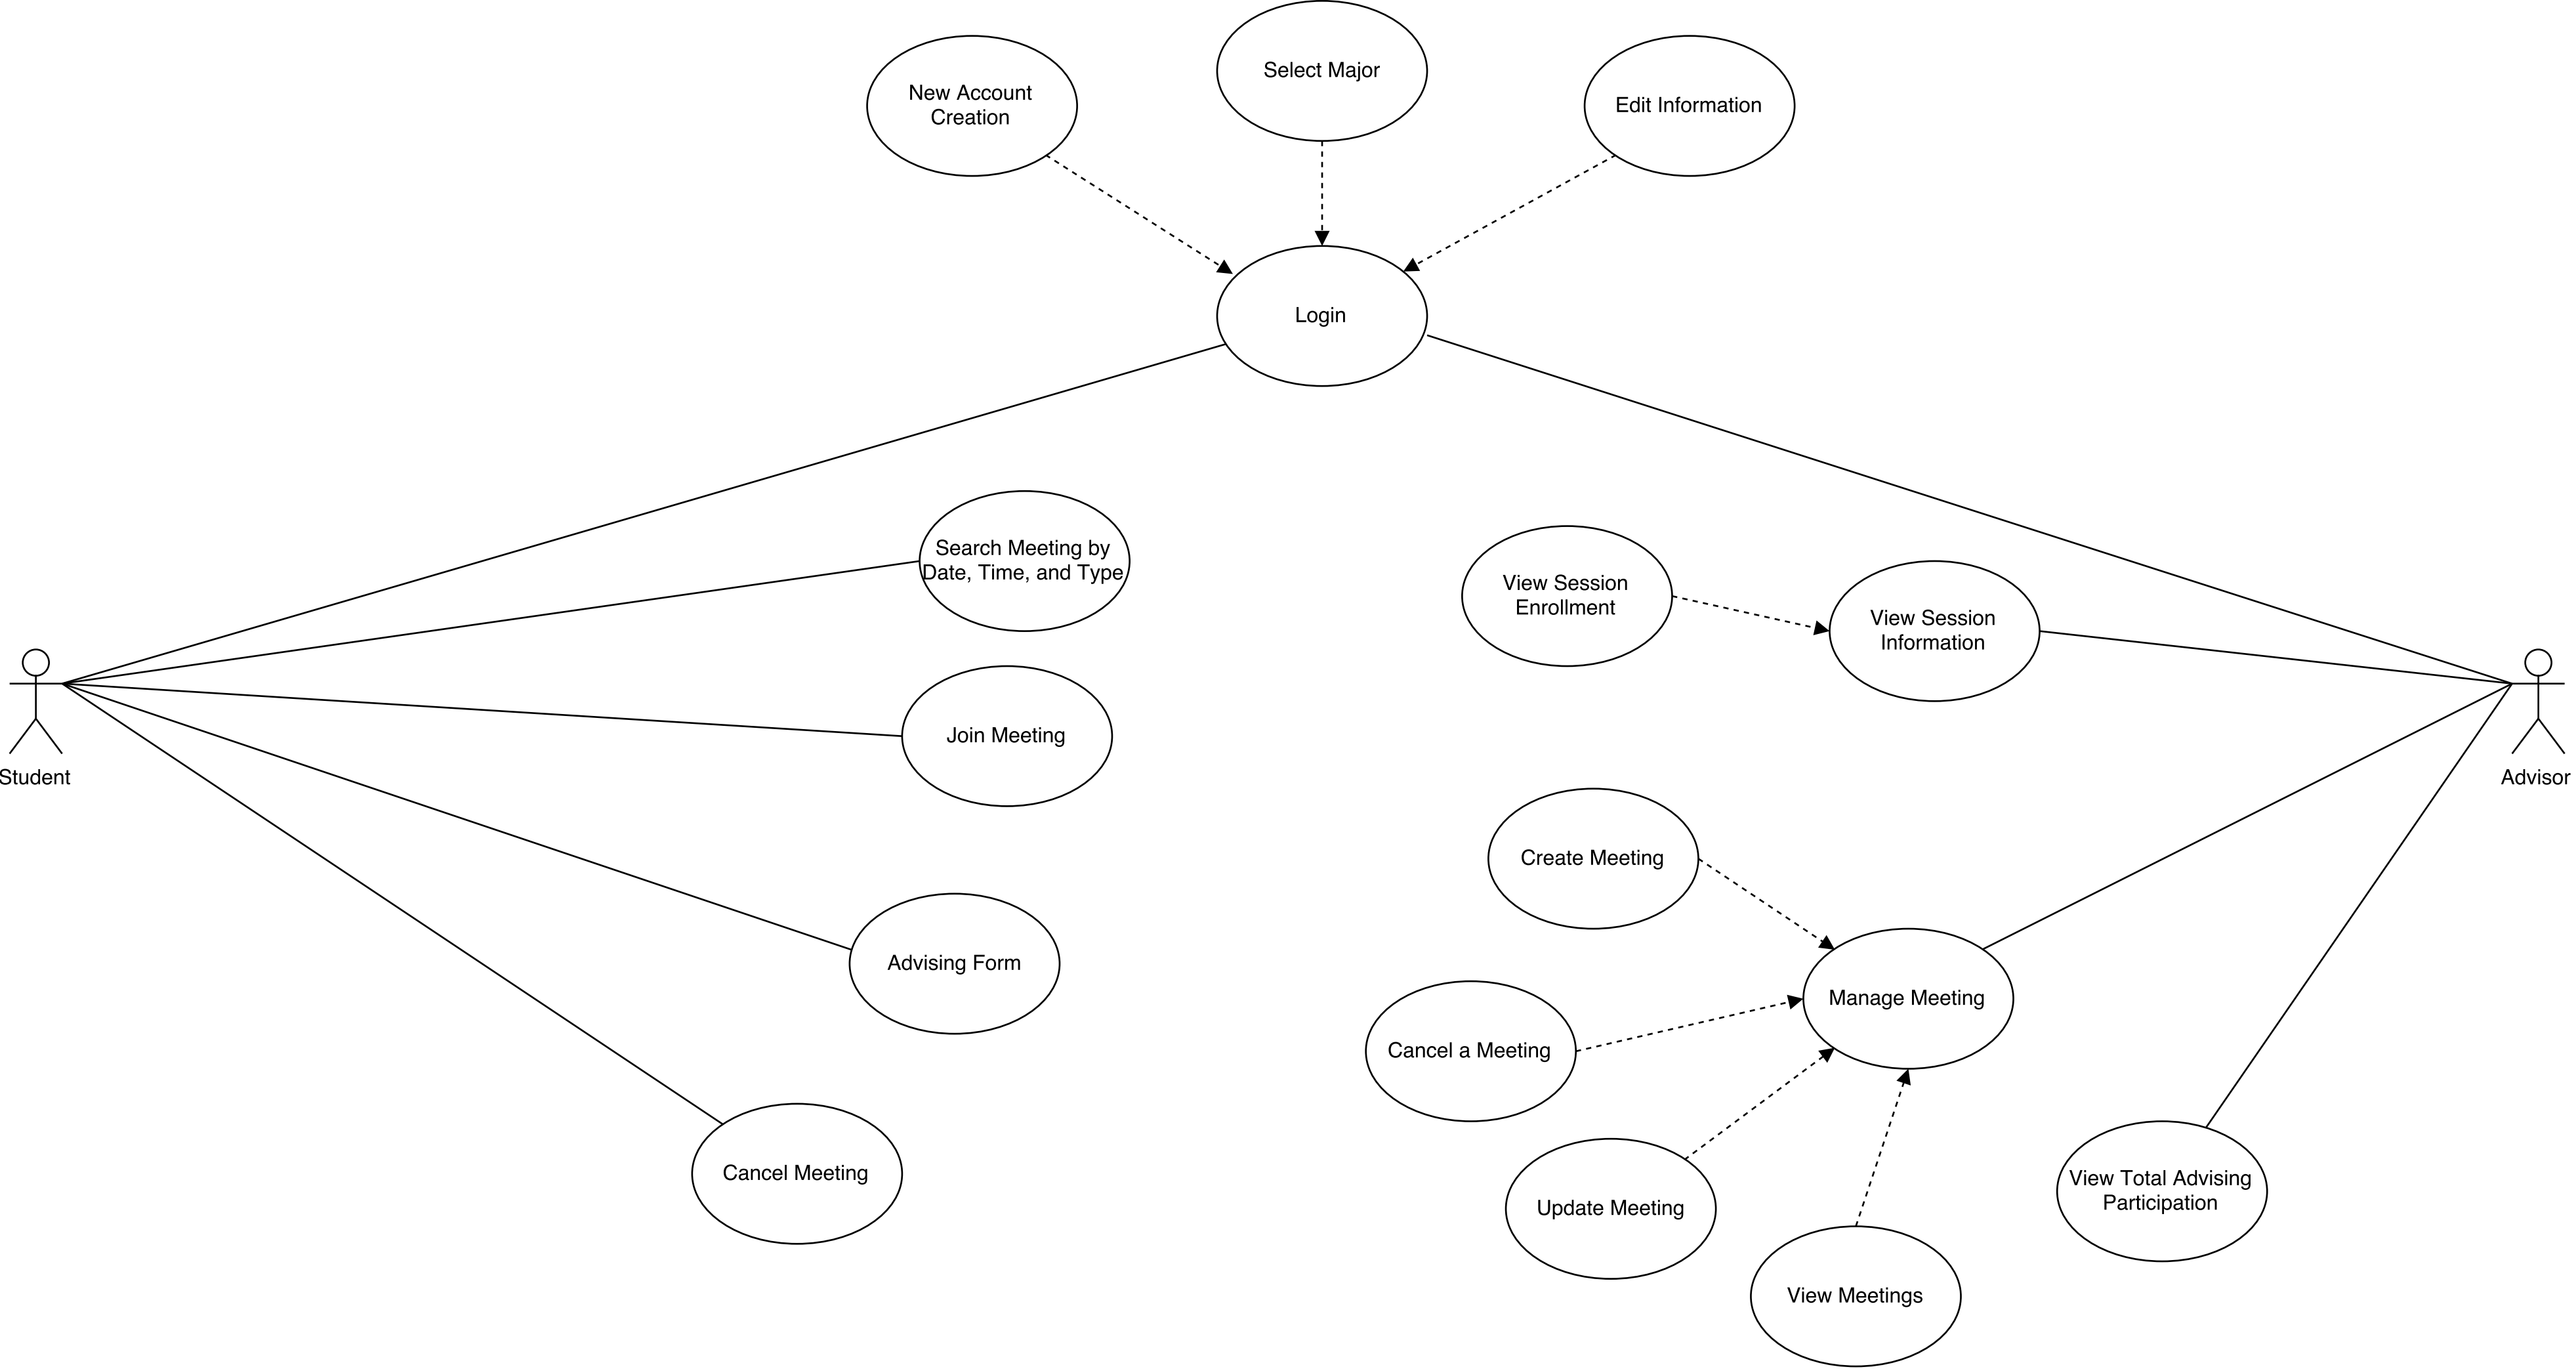 Select Major
New Account
Creation
Edit Information
Login
Search Meeting by
Date, Time, and Type
View Session
Enrollment
View Session
Information
Join Meeting
Student
Advisor
Create Meeting
Advising Form
Manage Meeting
Cancel a Meeting
Cancel Meeting
View Total Advising
Participation
Update Meeting
View Meetings